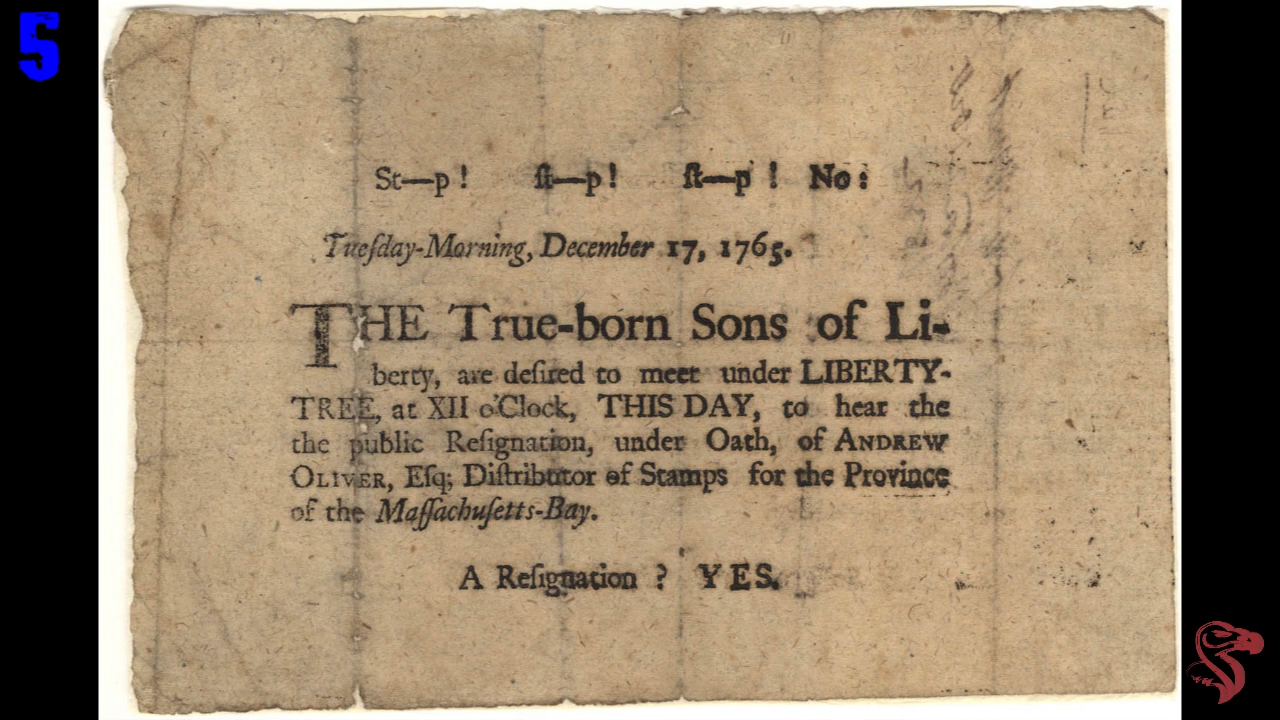 5
St—p! ſt—p! ſt—p! No:
Tueſday-Morning, December 17, 1765.
THE True-born Sons of Li-
berty, are deſired to meet under LIBERTY-
TREE, at XII o'Clock, THIS DAY, to hear the
the public Reſignation, under Oath, of ANDREW
OLIVER, Eſq; Diſtributor of Stamps for the Province
of the Maſſachuſetts-Bay.
A Reſignation? YES.